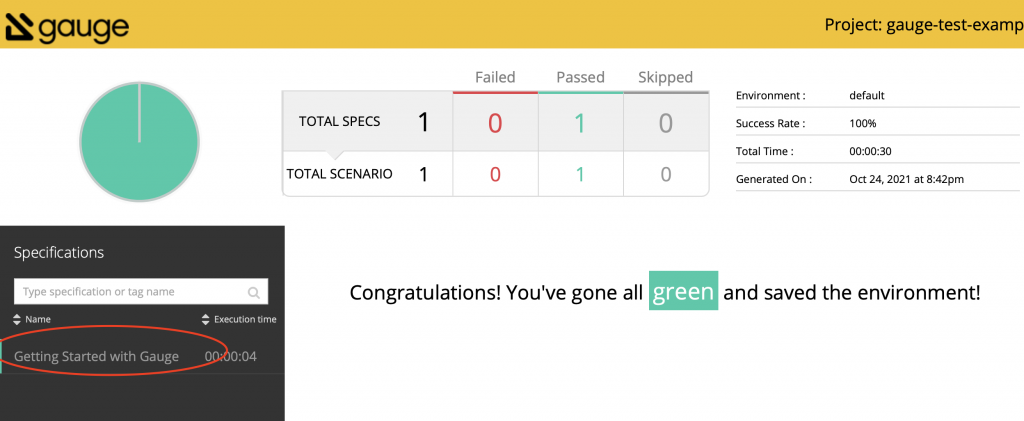 gauge
Project: gauge-test-examp
Failed Passed Skipped
TOTAL SPECS 1 0 1 0
TOTAL SCENARIO 1 0 1 0
Environment : default
Success Rate : 100%
Total Time : 00:00:30
Generated On : Oct 24, 2021 at 8:42pm
Specifications
Type specification or tag name
Name Execution time
Getting Started with Gauge 00:00:04
Congratulations! You've gone all green and saved the environment!